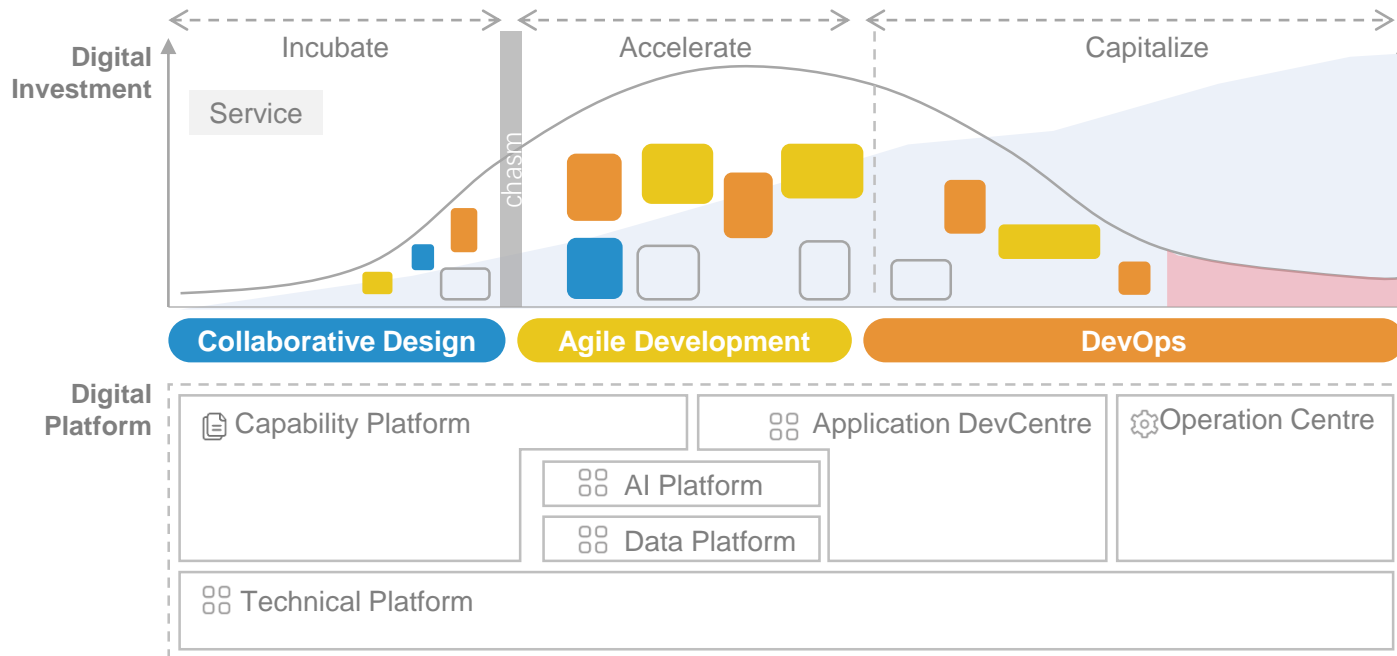 Incubate
Accelerate
Capitalize
Digital
Investment
Service
chasm
Collaborative Design
Agile Development
DevOps
Digital
Platform
Capability Platform
Application DevCentre
Operation Centre
AI Platform
Data Platform
Technical Platform